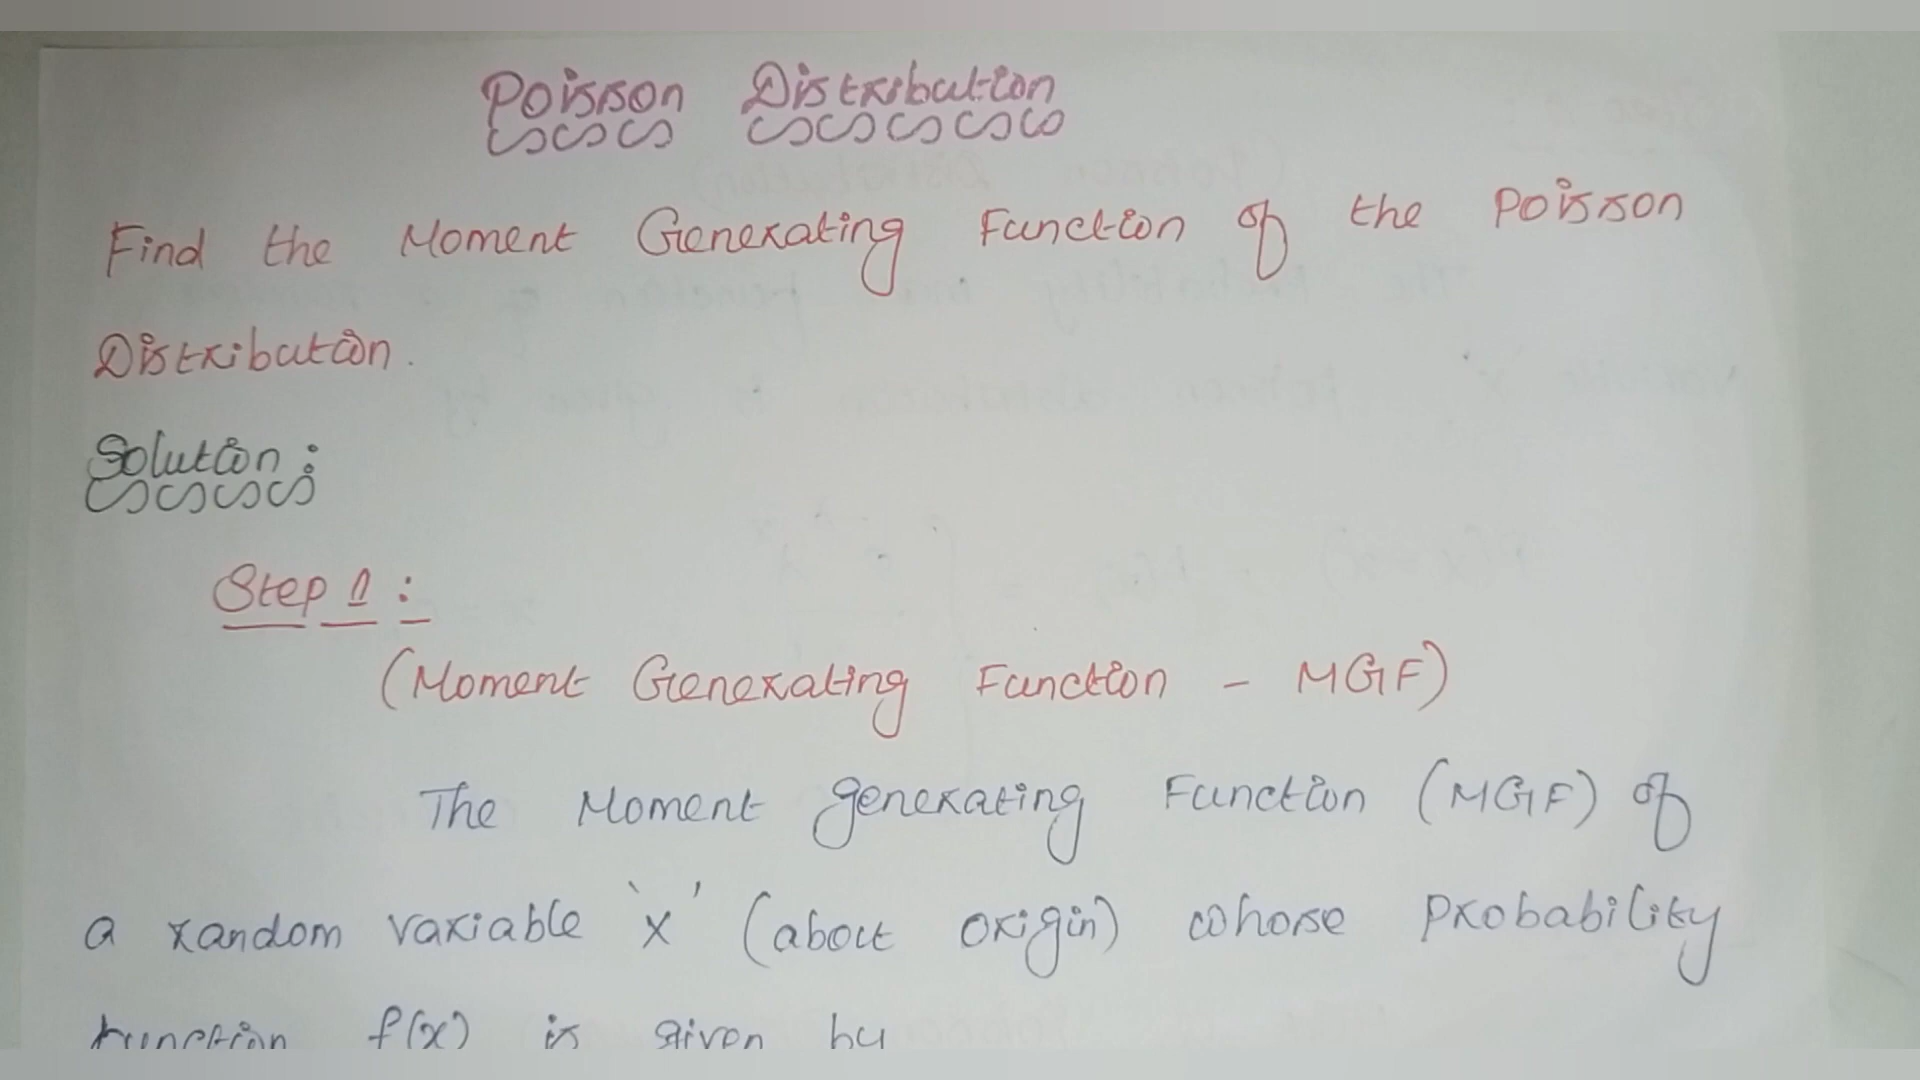 Poisson Distribution
Find the Moment Generating Function of the Poisson
Distribution.
Solution:
Step 1:
(Moment Generating Function - MGF)
The Moment generating Function (MGF) of
a random variable 'x' (about origin) whose probability
function f(x) is given by